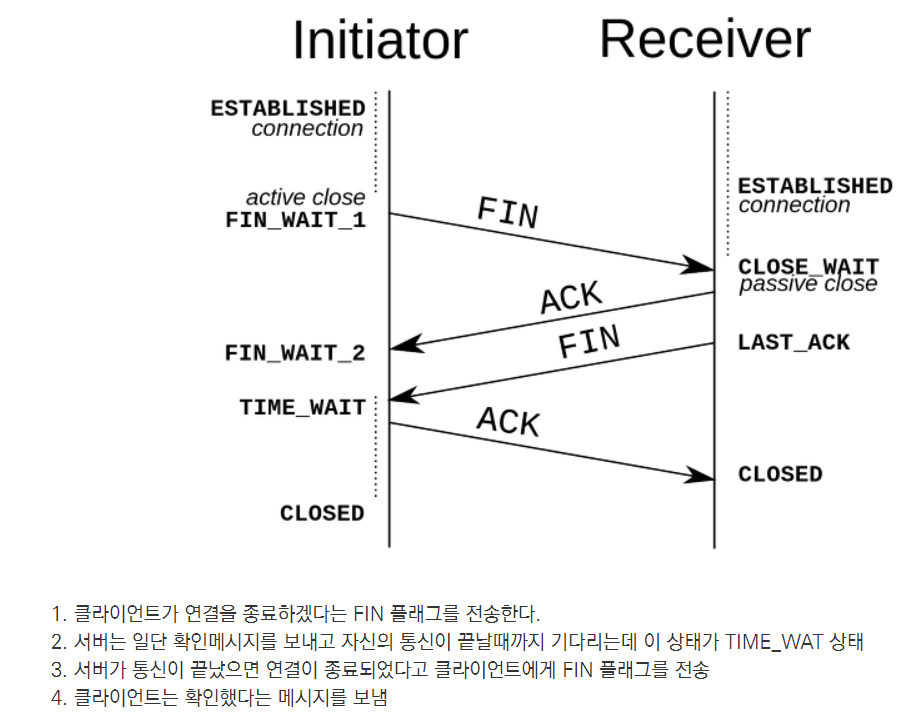 Initiator Receiver
ESTABLISHED
connection
active close
FIN_WAIT_1
FIN
ESTABLISHED
connection
CLOSE_WAIT
passive close
ACK
FIN
FIN_WAIT_2
LAST_ACK
TIME_WAIT
ACK
CLOSED
CLOSED
1. 클라이언트가 연결을 종료하겠다는 FIN 플래그를 전송한다.
2. 서버는 일단 확인메시지를 보내고 자신의 통신이 끝날때까지 기다리는데 이 상태가 TIME_WAT 상태
3. 서버가 통신이 끝났으면 연결이 종료되었다고 클라이언트에게 FIN 플래그를 전송
4. 클라이언트는 확인했다는 메시지를 보냄